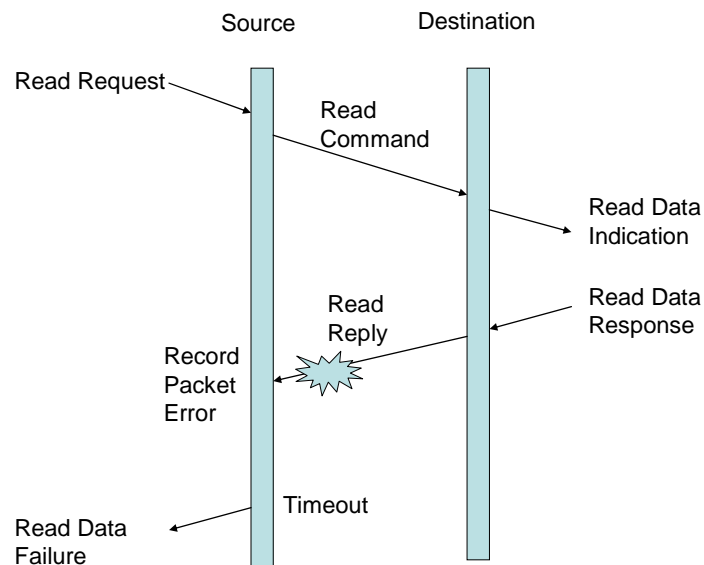 Source
Destination
Read Request
Read
Command
Read Data
Indication
Read
Reply
Read Data
Response
Record
Packet
Error
Timeout
Read Data
Failure